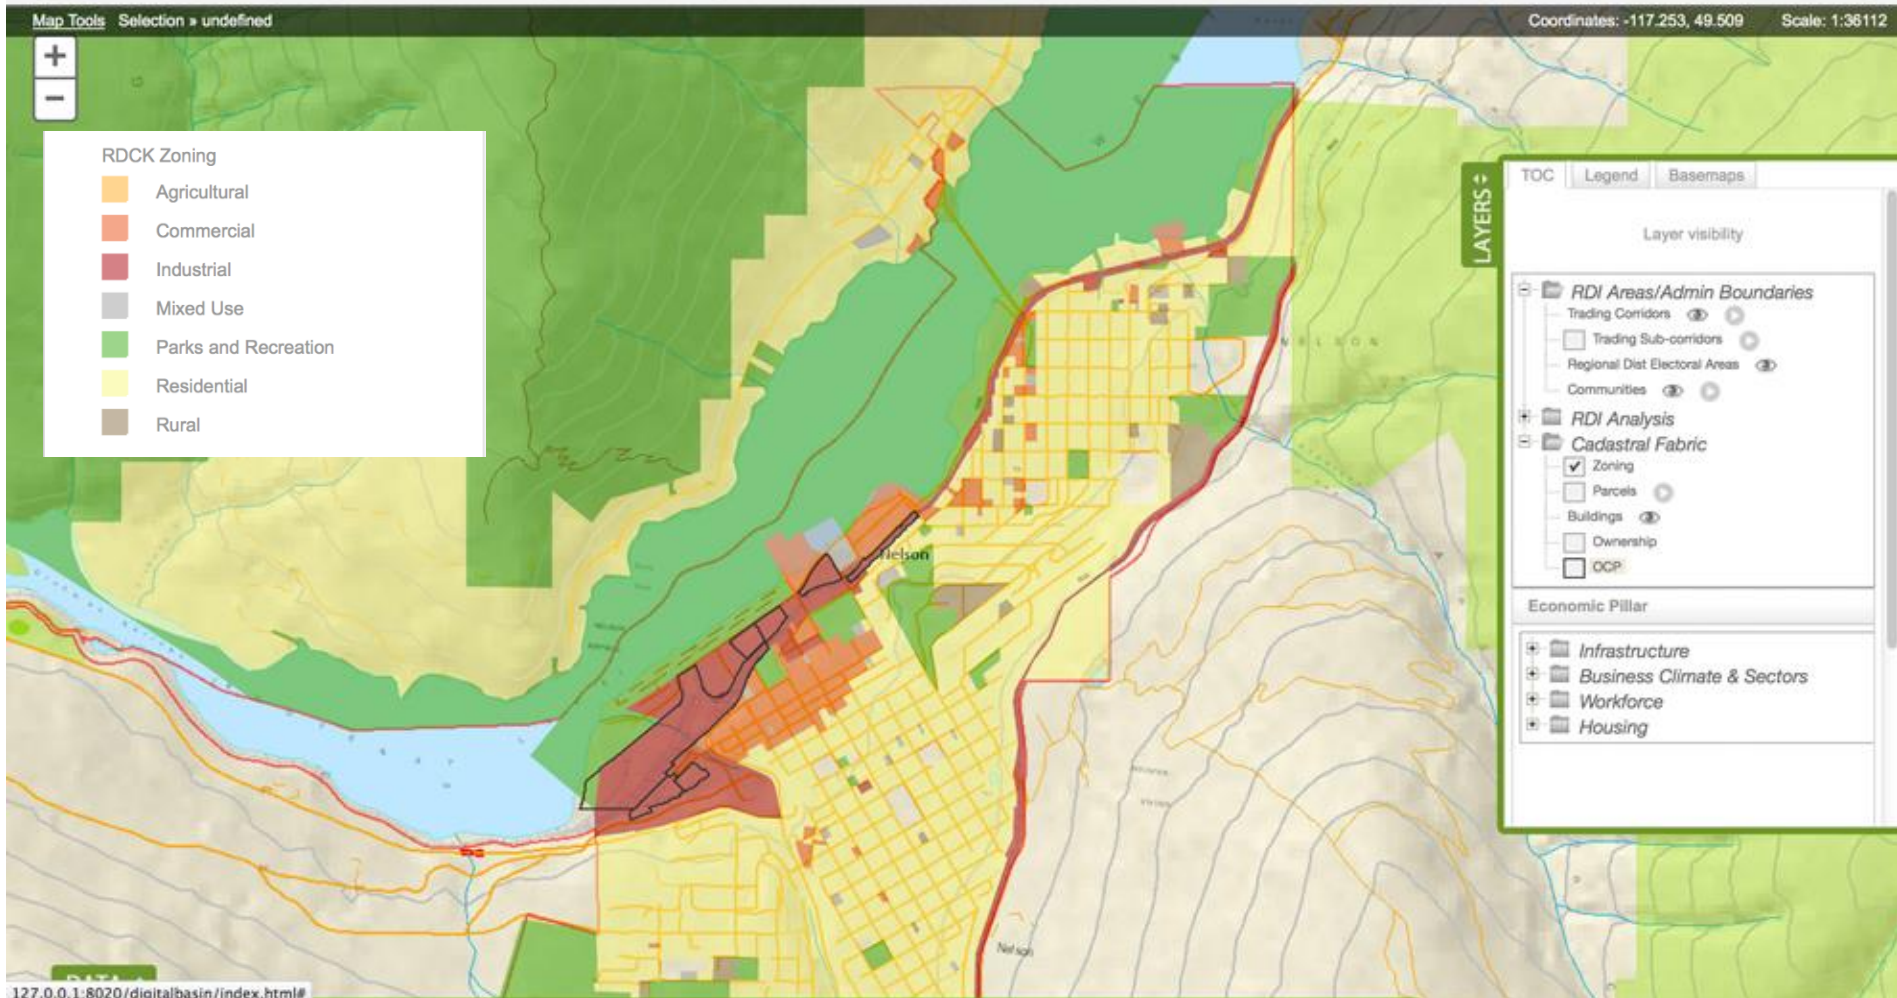 Map Tools Selection » undefined
Coordinates: -117.253, 49.509 Scale: 1:36112
+
−
RDCK Zoning
Agricultural
Commercial
Industrial
Mixed Use
Parks and Recreation
Residential
Rural
LAYERS
TOC Legend Basemaps
Layer visibility
RDI Areas/Admin Boundaries
Trading Corridors
Trading Sub-corridors
Regional Dist Electoral Areas
Communities
RDI Analysis
Cadastral Fabric
Zoning
Parcels
Buildings
Ownership
OCP
Economic Pillar
Infrastructure
Business Climate & Sectors
Workforce
Housing
NELSON
Nelson
Nelson
DATA
127.0.0.1:8020/digitalbasin/index.html#